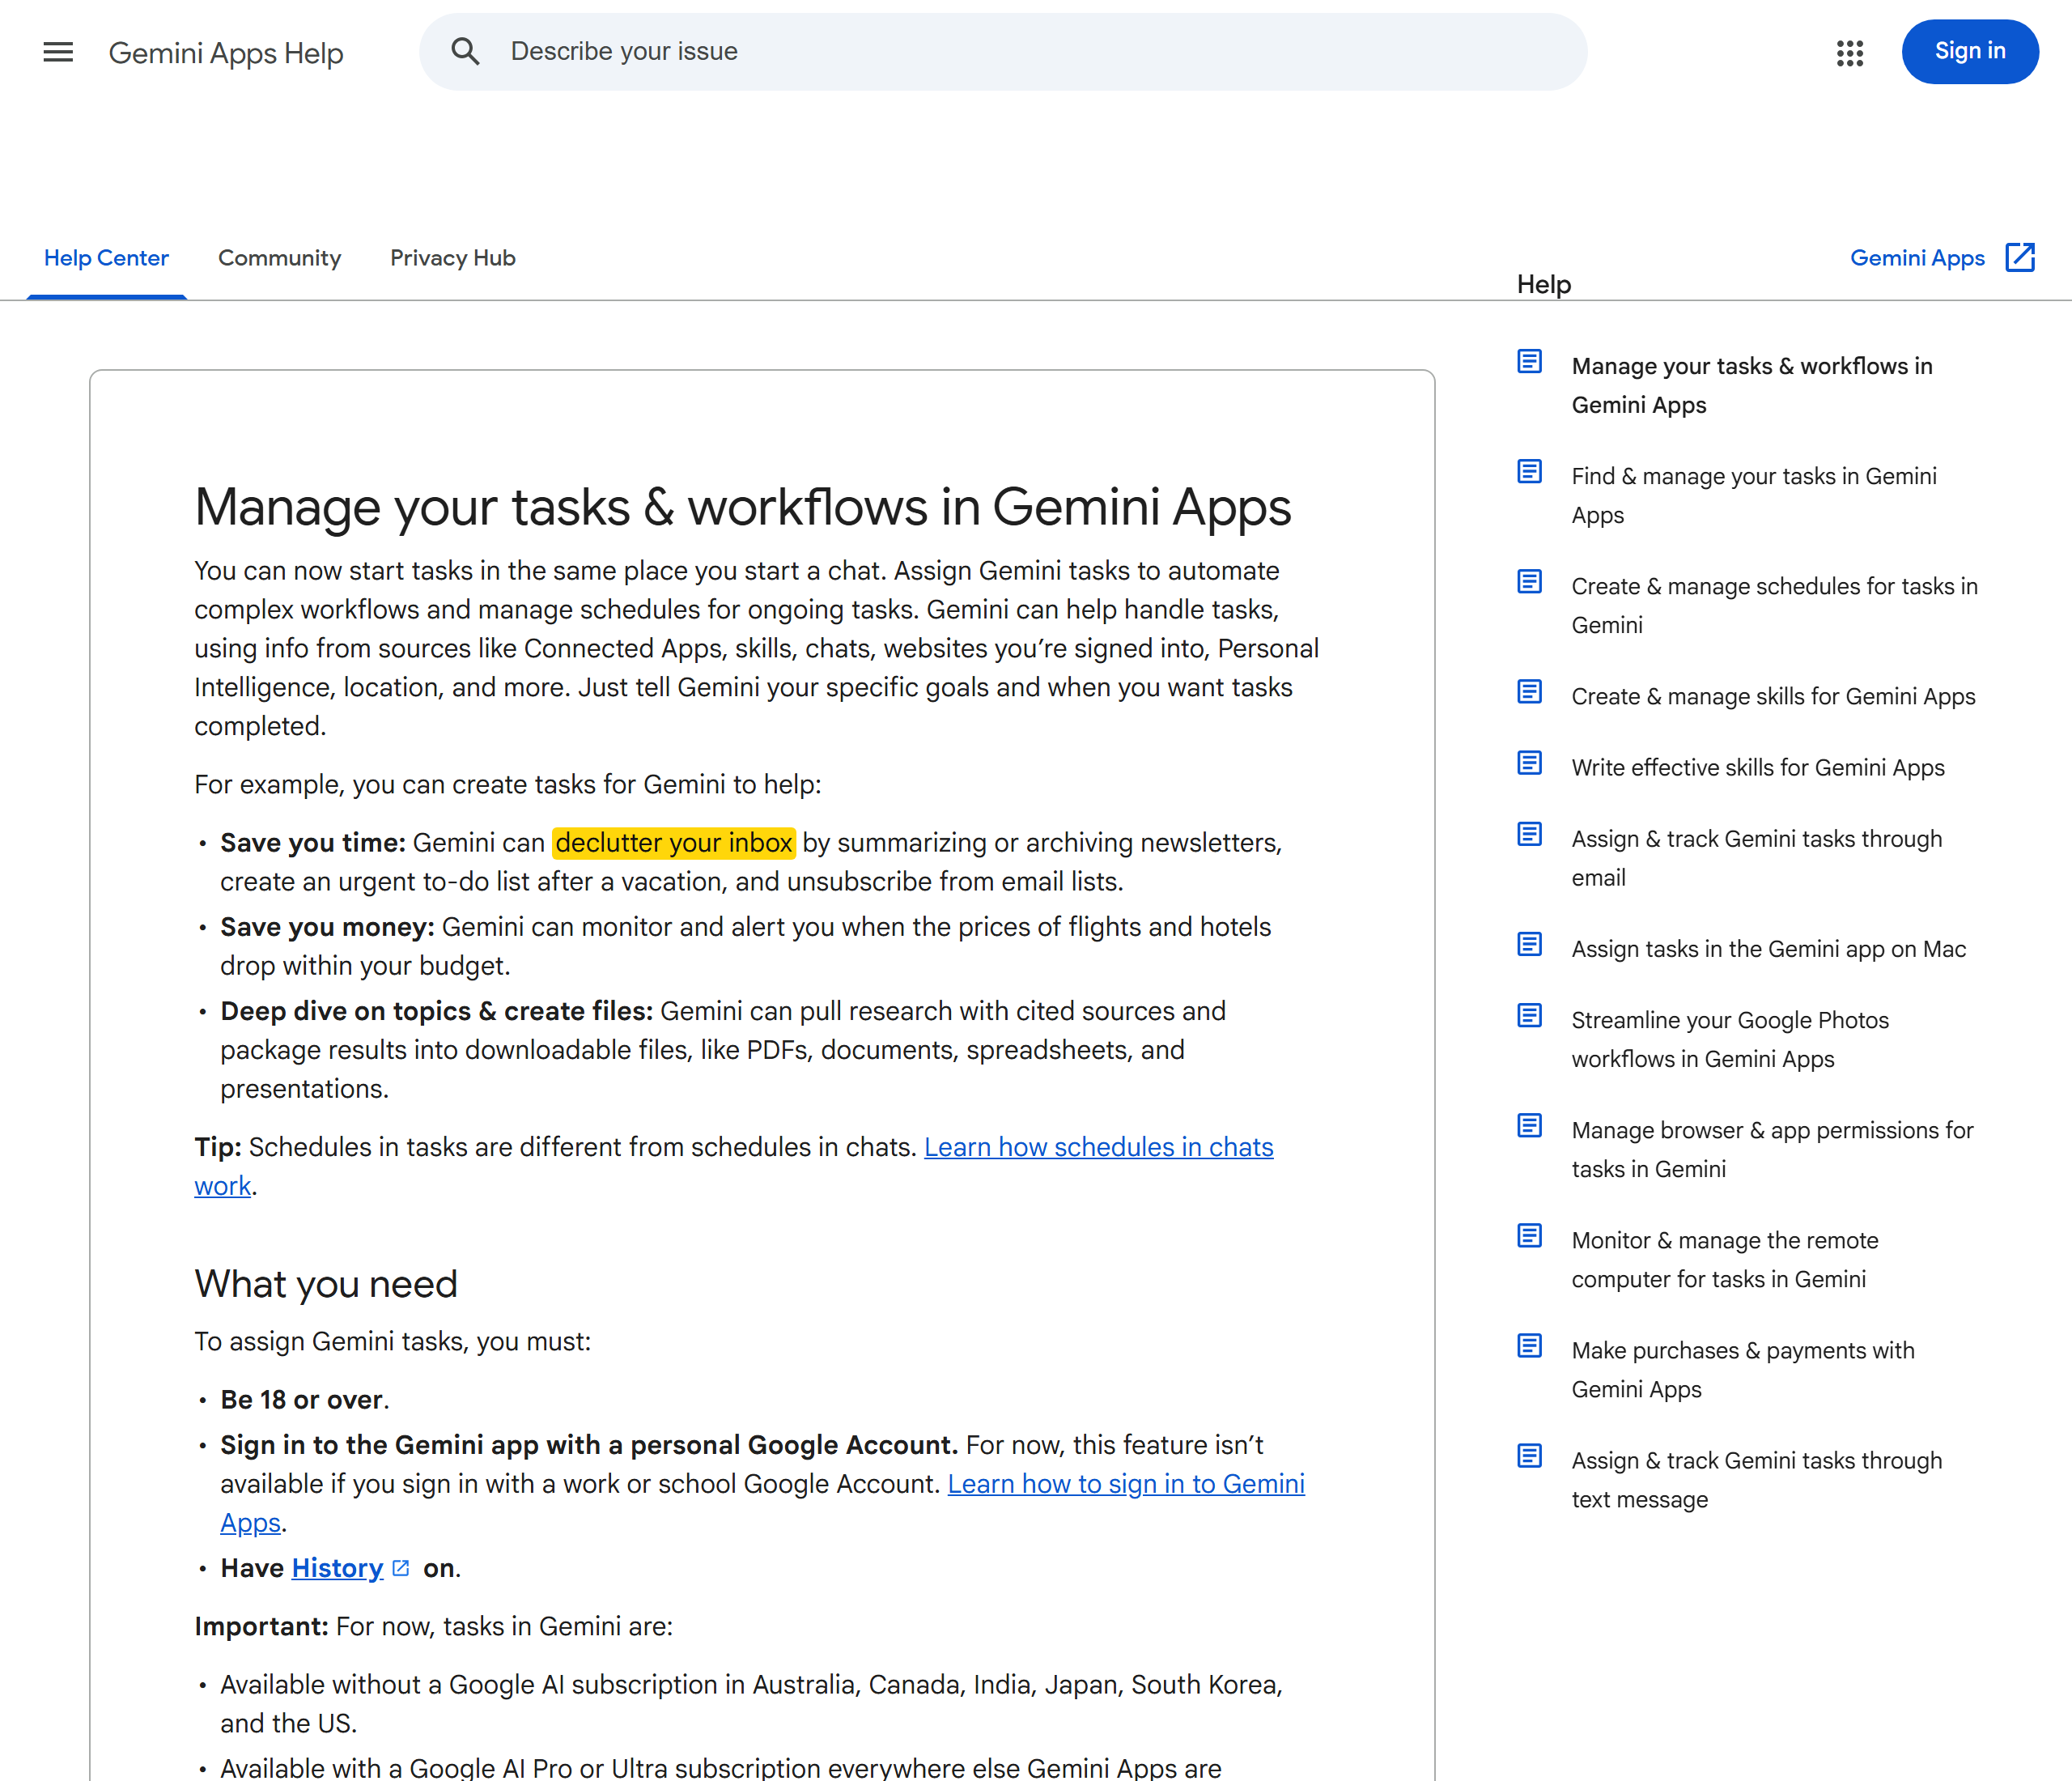 Gemini Apps Help
Describe your issue
Sign in
Help Center
Community
Privacy Hub
Gemini Apps
Manage your tasks & workflows in Gemini Apps
You can now start tasks in the same place you start a chat. Assign Gemini tasks to automate
complex workflows and manage schedules for ongoing tasks. Gemini can help handle tasks,
using info from sources like Connected Apps, skills, chats, websites you’re signed into, Personal
Intelligence, location, and more. Just tell Gemini your specific goals and when you want tasks
completed.
For example, you can create tasks for Gemini to help:
• Save you time: Gemini can declutter your inbox by summarizing or archiving newsletters,
create an urgent to-do list after a vacation, and unsubscribe from email lists.
• Save you money: Gemini can monitor and alert you when the prices of flights and hotels
drop within your budget.
• Deep dive on topics & create files: Gemini can pull research with cited sources and
package results into downloadable files, like PDFs, documents, spreadsheets, and
presentations.
Tip: Schedules in tasks are different from schedules in chats. Learn how schedules in chats
work.
What you need
To assign Gemini tasks, you must:
• Be 18 or over.
• Sign in to the Gemini app with a personal Google Account. For now, this feature isn’t
available if you sign in with a work or school Google Account. Learn how to sign in to Gemini
Apps.
• Have History on.
Important: For now, tasks in Gemini are:
• Available without a Google AI subscription in Australia, Canada, India, Japan, South Korea,
and the US.
• Available with a Google AI Pro or Ultra subscription everywhere else Gemini Apps are
Help
Manage your tasks & workflows in
Gemini Apps
Find & manage your tasks in Gemini
Apps
Create & manage schedules for tasks in
Gemini
Create & manage skills for Gemini Apps
Write effective skills for Gemini Apps
Assign & track Gemini tasks through
email
Assign tasks in the Gemini app on Mac
Streamline your Google Photos
workflows in Gemini Apps
Manage browser & app permissions for
tasks in Gemini
Monitor & manage the remote
computer for tasks in Gemini
Make purchases & payments with
Gemini Apps
Assign & track Gemini tasks through
text message